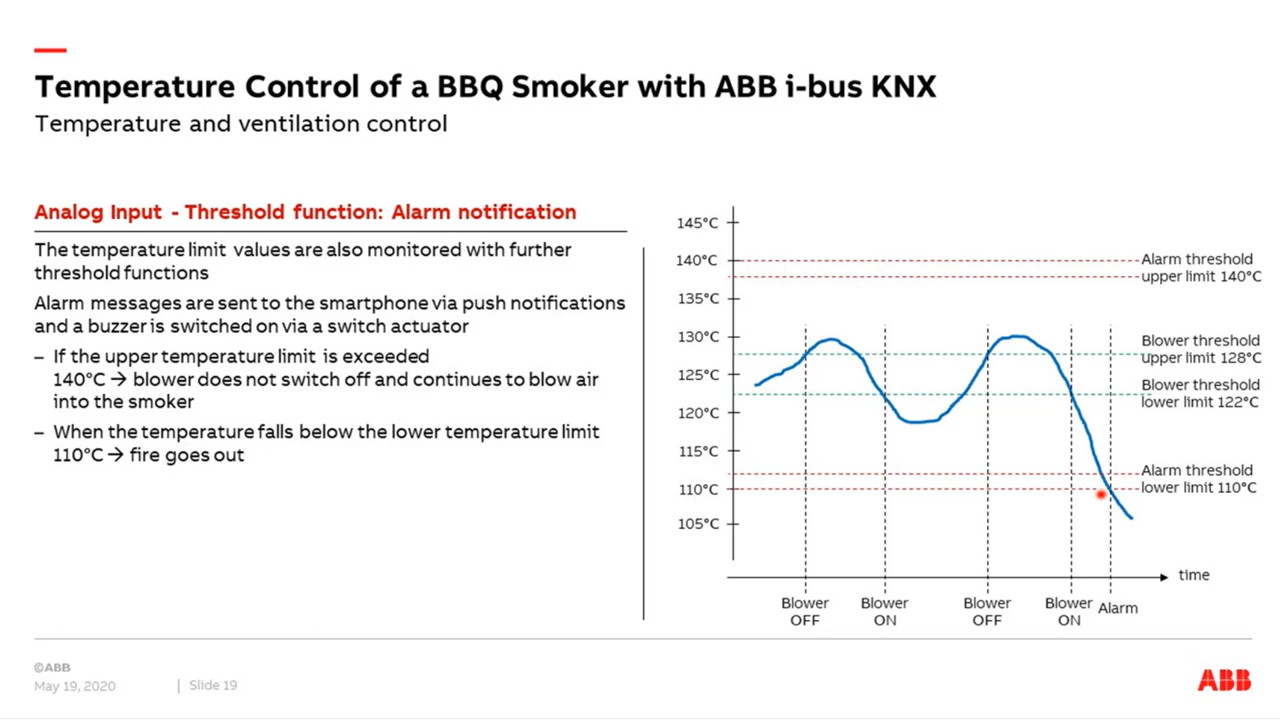 Temperature Control of a BBQ Smoker with ABB i-bus KNX
Temperature and ventilation control
Analog Input - Threshold function: Alarm notification
The temperature limit values are also monitored with further
threshold functions
Alarm messages are sent to the smartphone via push notifications
and a buzzer is switched on via a switch actuator
– If the upper temperature limit is exceeded
140°C → blower does not switch off and continues to blow air
into the smoker
– When the temperature falls below the lower temperature limit
110°C → fire goes out
145°C
140°C
135°C
130°C
125°C
120°C
115°C
110°C
105°C
Alarm threshold
upper limit 140°C
Blower threshold
upper limit 128°C
Blower threshold
lower limit 122°C
Alarm threshold
lower limit 110°C
time
Blower
OFF
Blower
ON
Blower
OFF
Blower
ON
Alarm
©ABB
May 19, 2020 | Slide 19
ABB